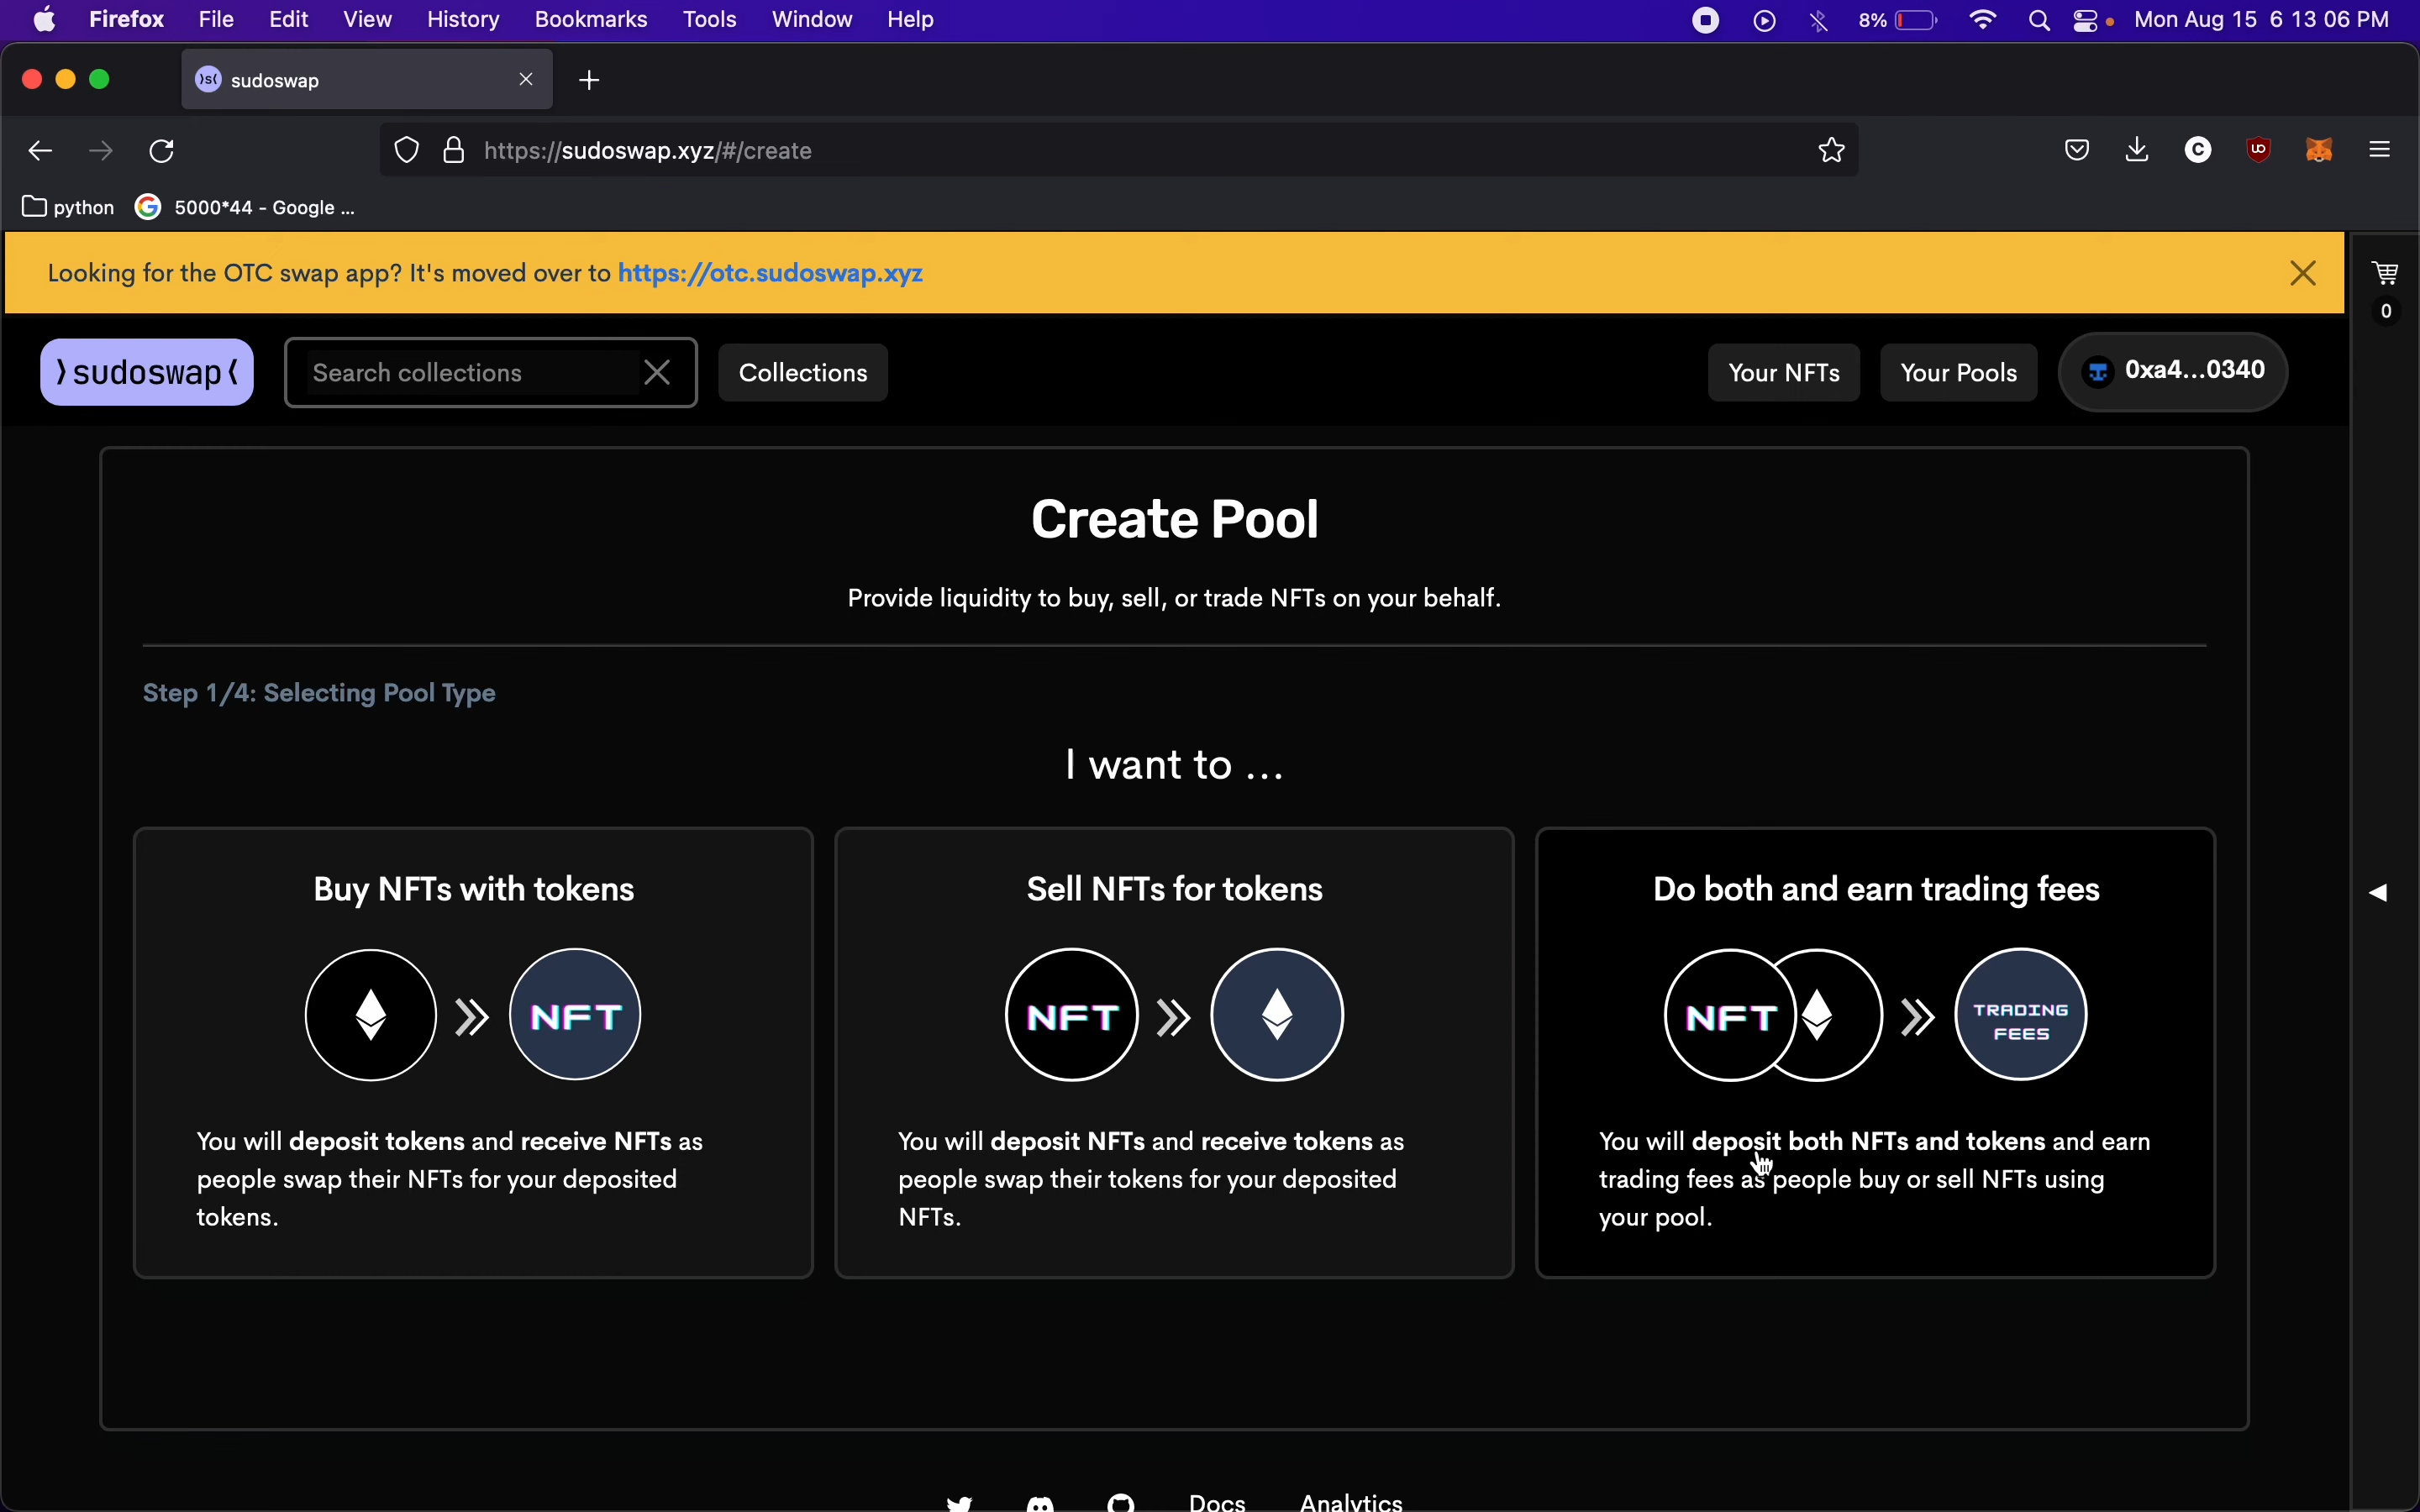 Firefox File Edit View History Bookmarks Tools Window Help 8% Mon Aug 15 6 13 06 PM
)s( sudoswap
https://sudoswap.xyz/#/create
python 5000*44 - Google ...
Looking for the OTC swap app? It's moved over to https://otc.sudoswap.xyz
)sudoswap( Search collections Collections Your NFTs Your Pools 0xa4...0340
0
Create Pool
Provide liquidity to buy, sell, or trade NFTs on your behalf.
Step 1/4: Selecting Pool Type
I want to ...
Buy NFTs with tokens
NFT
You will deposit tokens and receive NFTs as
people swap their NFTs for your deposited
tokens.
Sell NFTs for tokens
NFT
You will deposit NFTs and receive tokens as
people swap their tokens for your deposited
NFTs.
Do both and earn trading fees
NFT TRADING
FEES
You will deposit both NFTs and tokens and earn
trading fees as people buy or sell NFTs using
your pool.
Docs Analytics